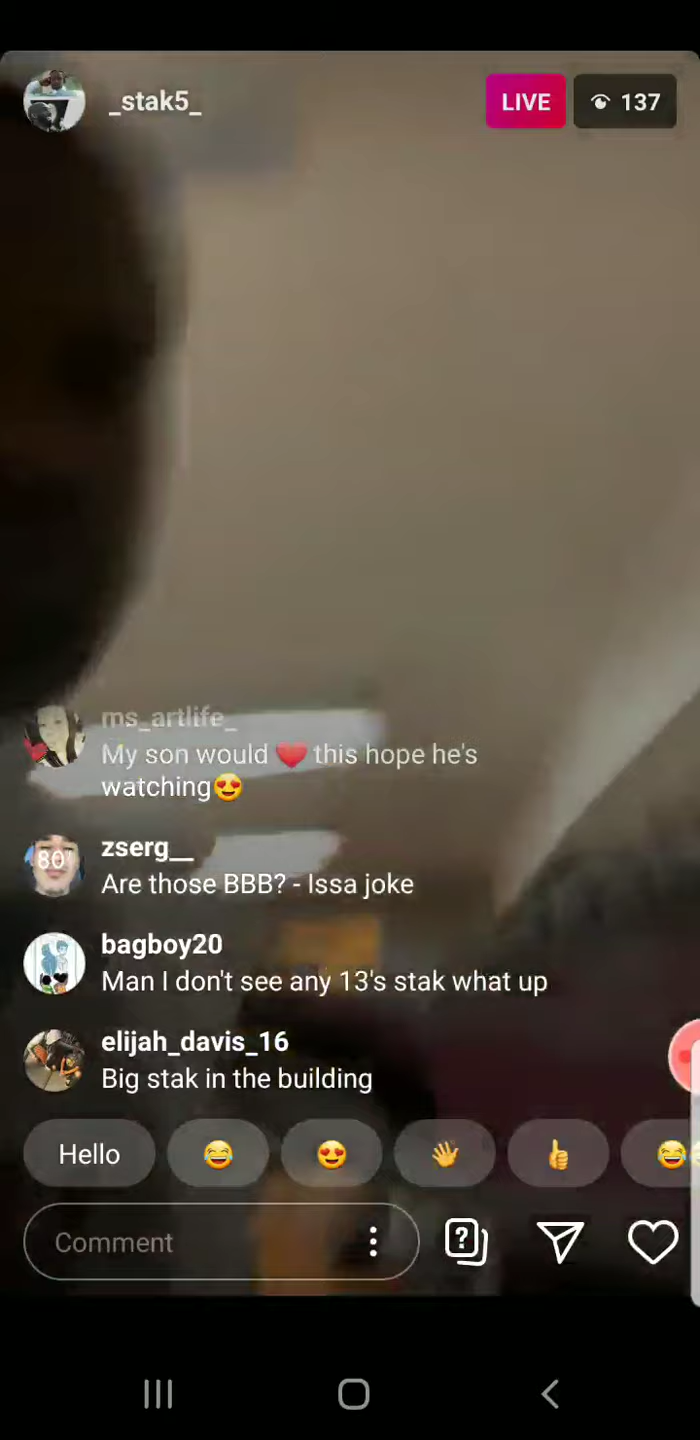 _stak5_
LIVE
137
ms_artlife_
My son would ❤️ this hope he's
watching😍
zserg__
80'
Are those BBB? - Issa joke
bagboy20
Man I don't see any 13's stak what up
elijah_davis_16
Big stak in the building
Hello
Comment